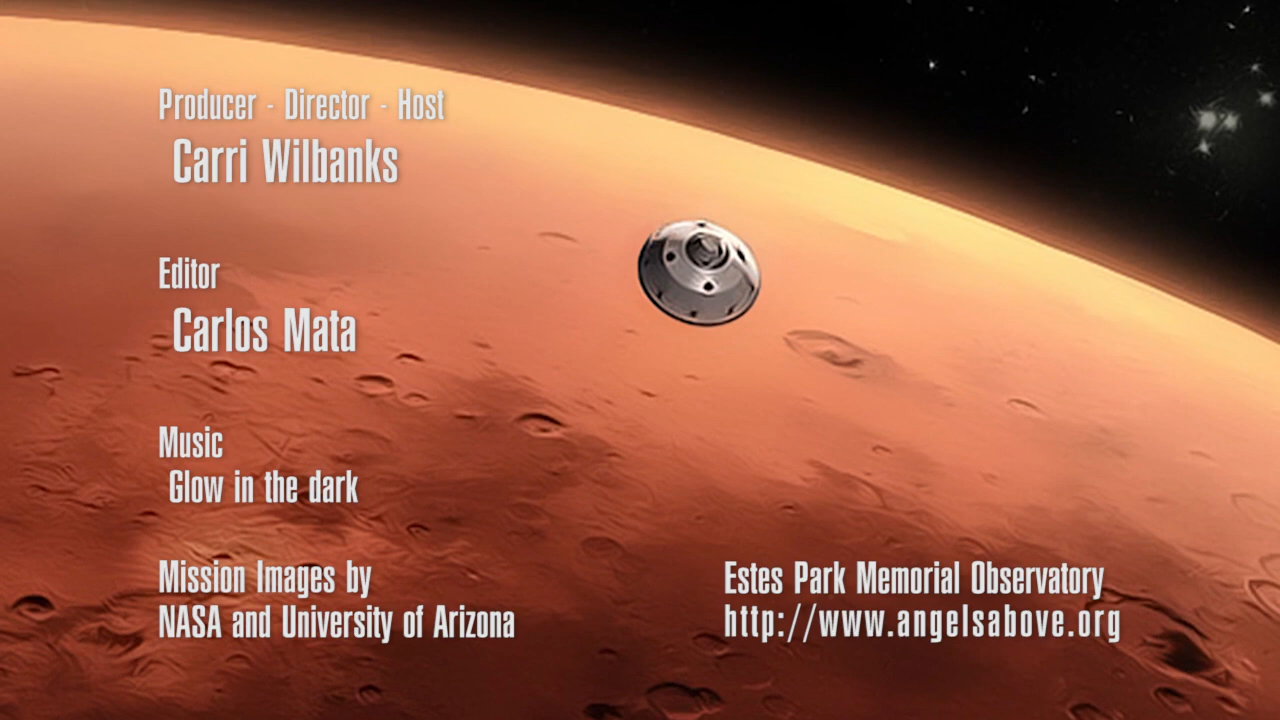 Producer - Director - Host
Carri Wilbanks
Editor
Carlos Mata
Music
Glow in the dark
Mission Images by
NASA and University of Arizona
Estes Park Memorial Observatory
http://www.angelsabove.org